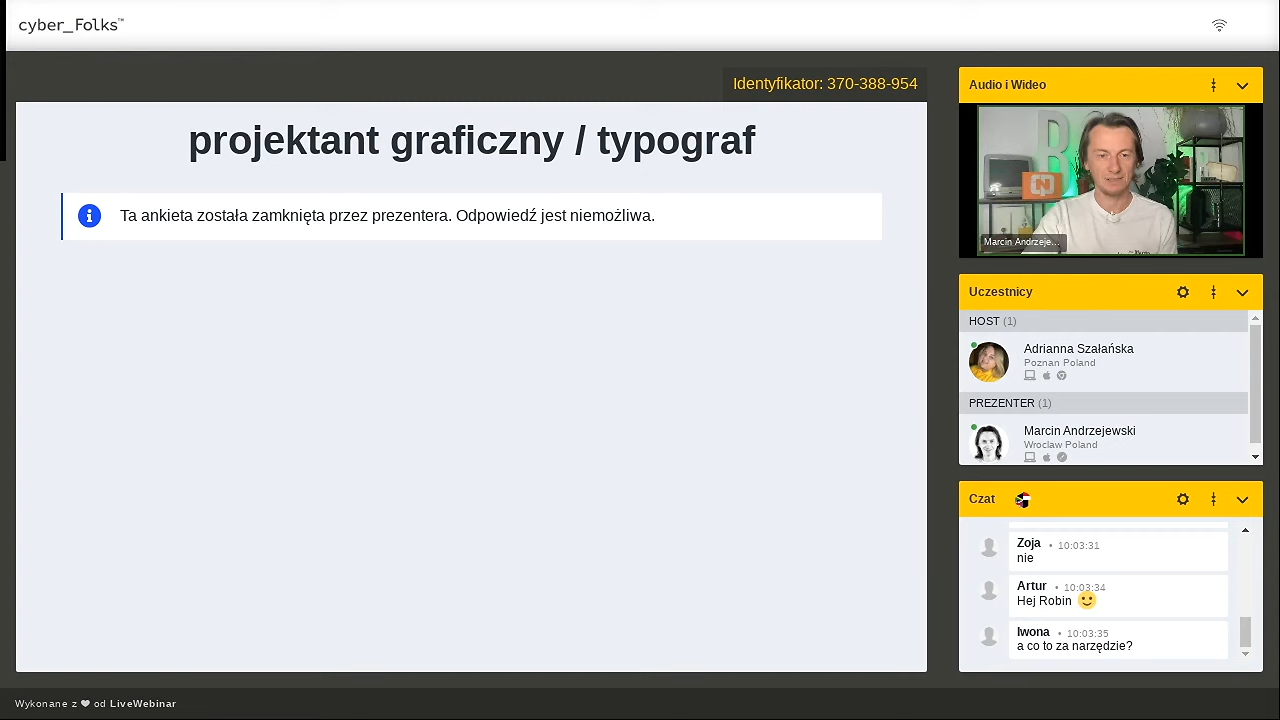 cyber_Folks™
Identyfikator: 370-388-954
projektant graficzny / typograf
Ta ankieta została zamknięta przez prezentera. Odpowiedź jest niemożliwa.
Audio i Wideo
Marcin Andrzeje...
Uczestnicy
HOST (1)
Adrianna Szałańska
Poznan Poland
PREZENTER (1)
Marcin Andrzejewski
Wroclaw Poland
Czat
Zoja • 10:03:31
nie
Artur • 10:03:34
Hej Robin 🙂
Iwona • 10:03:35
a co to za narzędzie?
Wykonane z ❤ od LiveWebinar